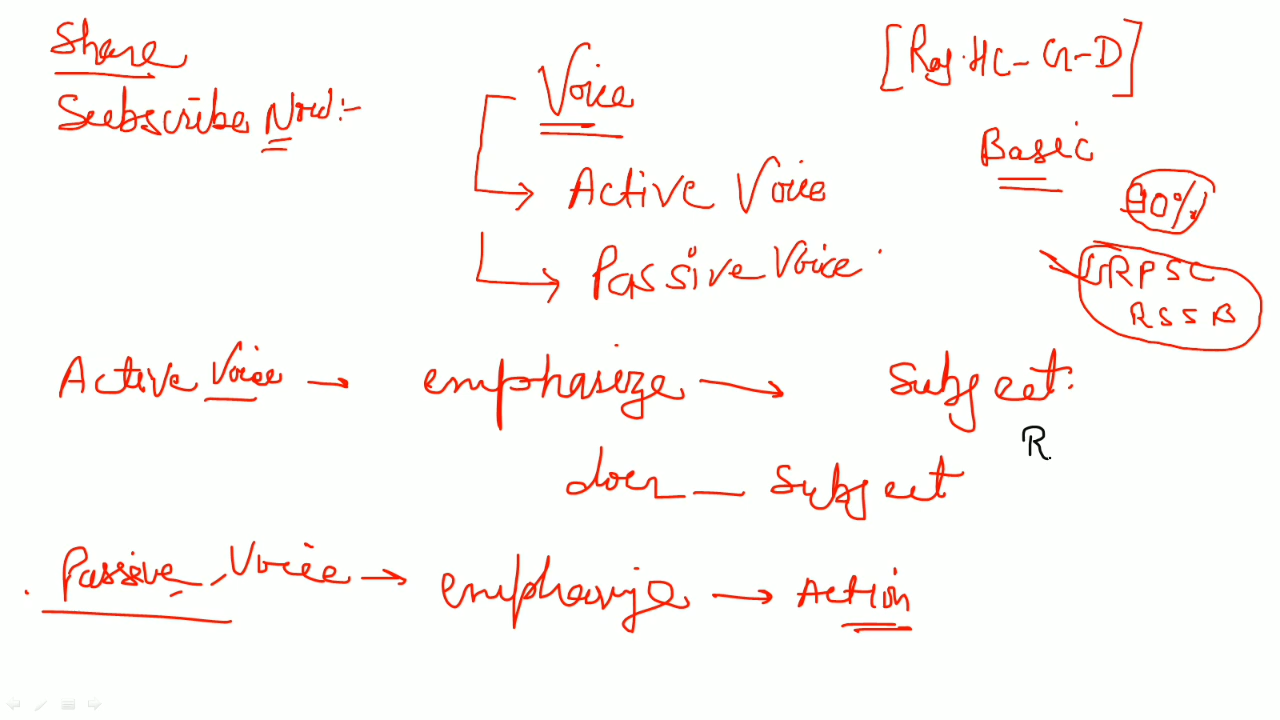 Share
Subscribe Now:-
Voice
Active Voice
Passive Voice
[Raj. HC - Gr - D]
Basic
90%
RPSC
RSSB
Active Voice → emphasize → Subject:
R
doer — Subject
Passive Voice → emphasize → Action